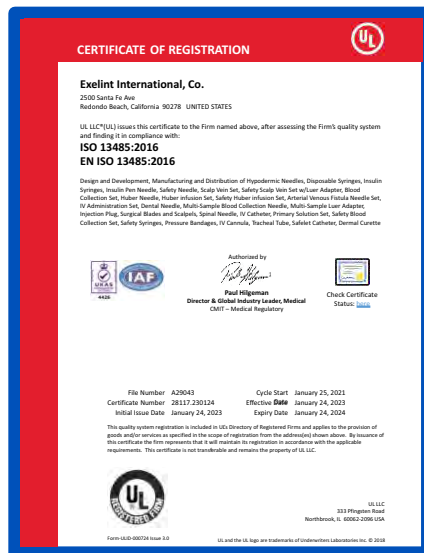 CERTIFICATE OF REGISTRATION
UL
Exelint International, Co.
2500 Santa Fe Ave
Redondo Beach, California 90278 UNITED STATES
UL LLC®(UL) issues this certificate to the Firm named above, after assessing the Firm's quality system
and finding it in compliance with:
ISO 13485:2016
EN ISO 13485:2016
Design and Development, Manufacturing and Distribution of Hypodermic Needles, Disposable Syringes, Insulin
Syringes, Insulin Pen Needle, Safety Needle, Scalp Vein Set, Safety Scalp Vein Set w/Luer Adapter, Blood
Collection Set, Huber Needle, Huber infusion Set, Safety Huber infusion Set, Arterial Venous Fistula Needle Set,
IV Administration Set, Dental Needle, Multi-Sample Blood Collection Needle, Multi-Sample Luer Adapter,
Injection Plug, Surgical Blades and Scalpels, Spinal Needle, IV Catheter, Primary Solution Set, Safety Blood
Collection Set, Safety Syringes, Pressure Bandages, IV Cannula, Tracheal Tube, Safelet Catheter, Dermal Curette
Authorized by
UKAS
4426
IAF
Paul Hilgeman
Director & Global Industry Leader, Medical
CMIT – Medical Regulatory
Check Certificate
Status: here
File Number A29043 Cycle Start January 25, 2021
Certificate Number 28117.230124 Effective Date January 24, 2023
Initial Issue Date January 24, 2023 Expiry Date January 24, 2024
This quality system registration is included in UL's Directory of Registered Firms and applies to the provision of
goods and/or services as specified in the scope of registration from the address(es) shown above. By issuance of
this certificate the firm represents that it will maintain its registration in accordance with the applicable
requirements. This certificate is not transferable and remains the property of UL LLC.
UL
REGISTERED FIRM
UL LLC
333 Pfingsten Road
Northbrook, IL 60062-2096 USA
Form-ULID-000724 Issue 3.0
UL and the UL logo are trademarks of Underwriters Laboratories Inc. © 2018